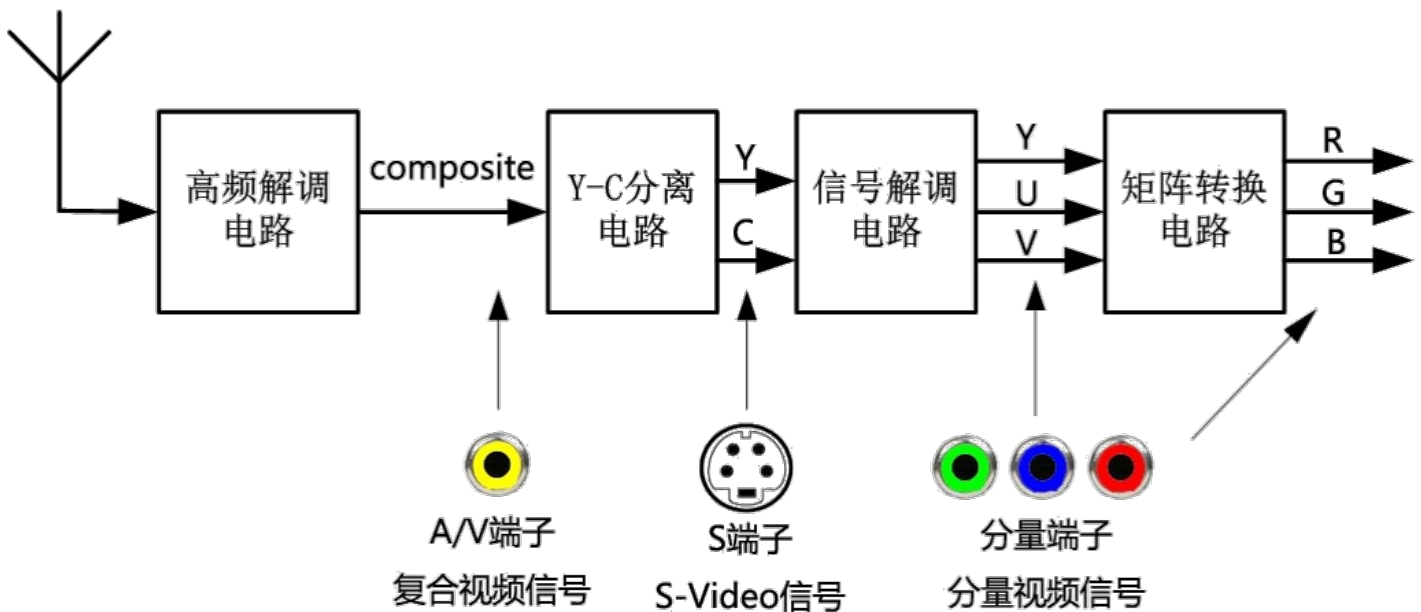 高频解调
电路
composite
Y-C分离
电路
Y
C
信号解调
电路
Y
U
V
矩阵转换
电路
R
G
B
A/V端子
复合视频信号
S端子
S-Video信号
分量端子
分量视频信号